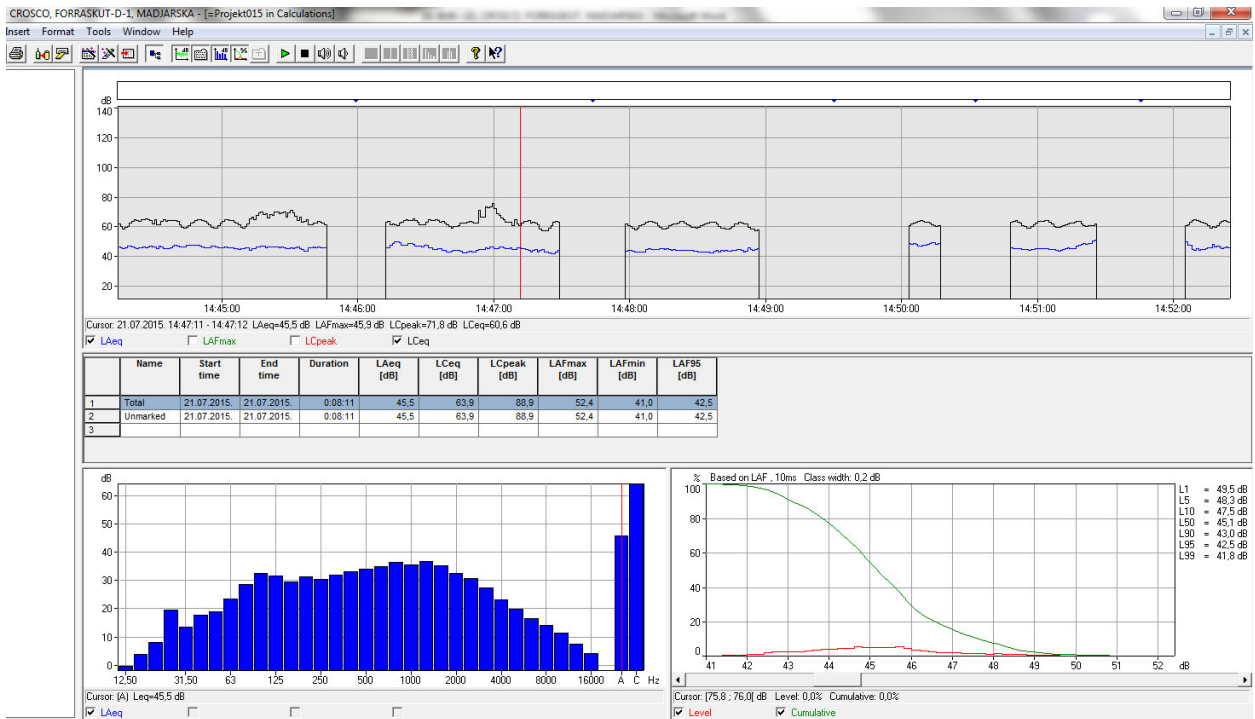 CROSCO, FORRASKUT-D-1, MADJARSKA - [=Projekt015 in Calculations]
Insert Format Tools Window Help
dB
140
120
100
80
60
40
20
14:45:00 14:46:00 14:47:00 14:48:00 14:49:00 14:50:00 14:51:00 14:52:00
Cursor: 21.07.2015. 14:47:11 - 14:47:12 LAeq=45,5 dB LAFmax=45,9 dB LCpeak=71,8 dB LCeq=60,6 dB
LAeq LAFmax LCpeak LCeq
Name Start time End time Duration LAeq [dB] LCeq [dB] LCpeak [dB] LAFmax [dB] LAFmin [dB] LAF95 [dB]
1 Total 21.07.2015. 21.07.2015. 0:08:11 45,5 63,9 88,9 52,4 41,0 42,5
2 Unmarked 21.07.2015. 21.07.2015. 0:08:11 45,5 63,9 88,9 52,4 41,0 42,5
3
dB
60
50
40
30
20
10
0
12.50 31.50 63 125 250 500 1000 2000 4000 8000 16000 A C Hz
Cursor: (A) Leq=45,5 dB
LAeq
% Based on LAF , 10ms Class width: 0,2 dB
100
80
60
40
20
0
41 42 43 44 45 46 47 48 49 50 51 52 dB
L1 = 49,5 dB
L5 = 48,3 dB
L10 = 47,5 dB
L50 = 45,1 dB
L90 = 43,0 dB
L95 = 42,5 dB
L99 = 41,8 dB
Cursor: [75,8 ; 76,0[ dB Level: 0,0% Cumulative: 0,0%
Level Cumulative